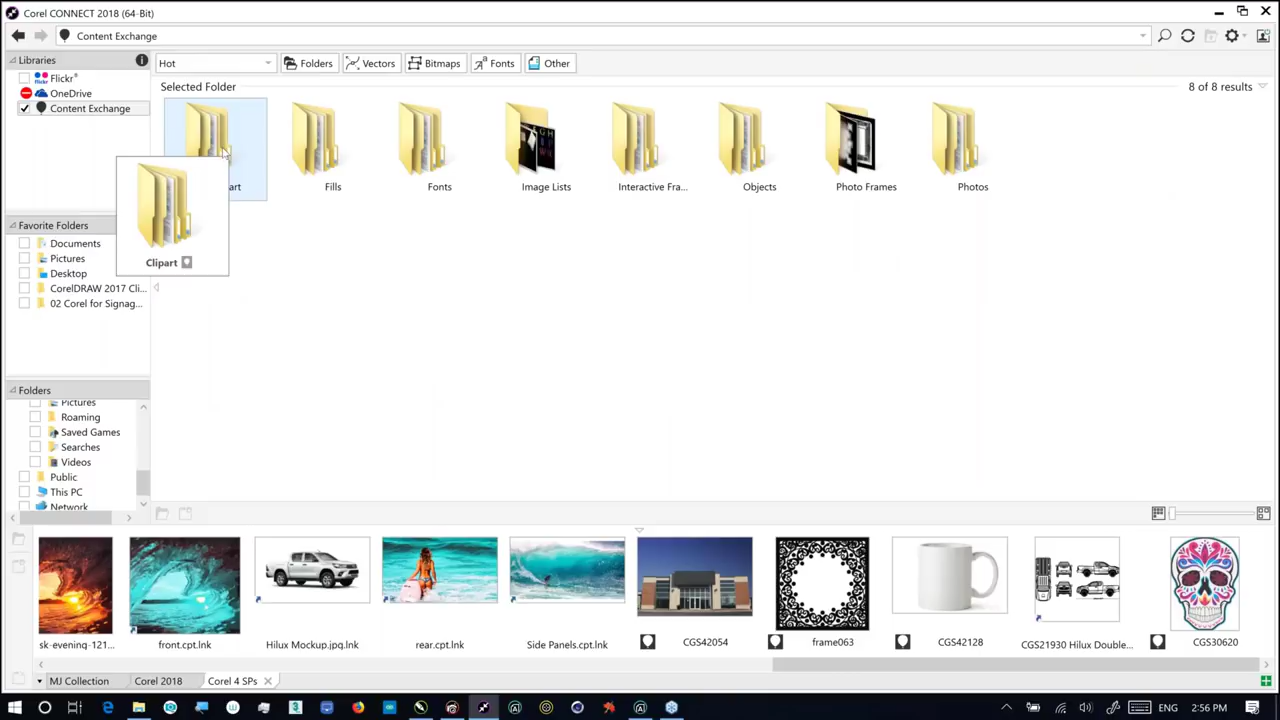 Corel CONNECT 2018 (64-Bit)
Content Exchange
Libraries
Flickr®
OneDrive
Content Exchange
Hot
Folders
Vectors
Bitmaps
Fonts
Other
Selected Folder
8 of 8 results
art
Fills
Fonts
Image Lists
Interactive Fra...
Objects
Photo Frames
Photos
Clipart
Favorite Folders
Documents
Pictures
Desktop
CorelDRAW 2017 Cli...
02 Corel for Signag...
Folders
Pictures
Roaming
Saved Games
Searches
Videos
Public
This PC
Network
sk-evening-121...
front.cpt.lnk
Hilux Mockup.jpg.lnk
rear.cpt.lnk
Side Panels.cpt.lnk
CGS42054
frame063
CGS42128
CGS21930 Hilux Double...
CGS30620
MJ Collection
Corel 2018
Corel 4 SPs
ENG
2:56 PM